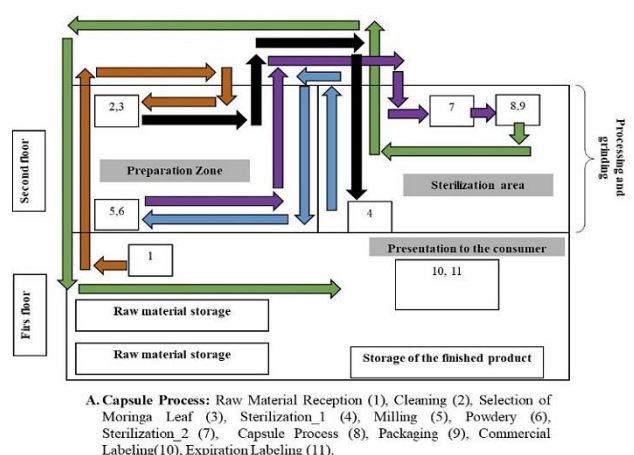 2,3
7
8,9
Second floor
Processing and
grinding
Preparation Zone
Sterilization area
5,6
4
1
Presentation to the consumer
10, 11
Firs floor
Raw material storage
Raw material storage
Storage of the finished product
A. Capsule Process: Raw Material Reception (1), Cleaning (2), Selection of
Moringa Leaf (3), Sterilization_1 (4), Milling (5), Powdery (6),
Sterilization_2 (7), Capsule Process (8), Packaging (9), Commercial
Labeling(10), Expiration Labeling (11).